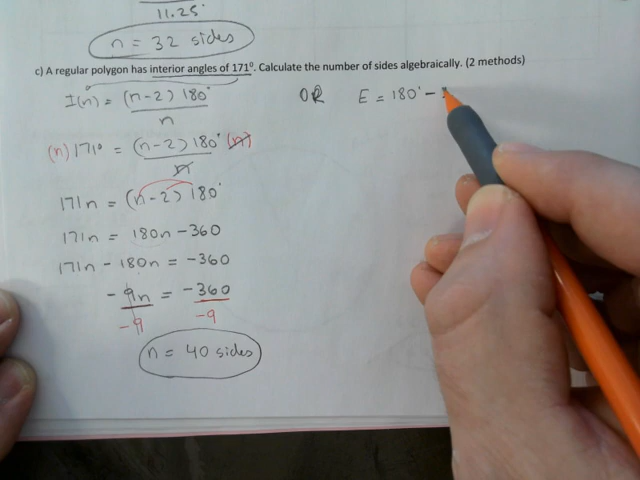 11.25°
n = 32 sides
c) A regular polygon has interior angles of 171⁰. Calculate the number of sides algebraically. (2 methods)
I(n) = (n-2) 180°
n
(n) 171° = (n-2) 180° (n)
n
171n = (n-2) 180°
171n = 180n - 360
171n - 180n = -360
-9n = -360
-9 -9
n = 40 sides
OR E = 180° -